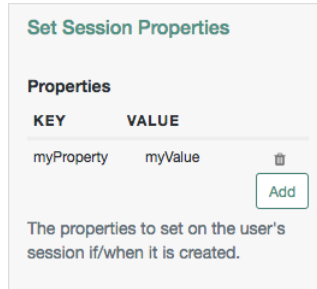 Set Session Properties
Properties
KEY VALUE
myProperty myValue
Add
The properties to set on the user's
session if/when it is created.